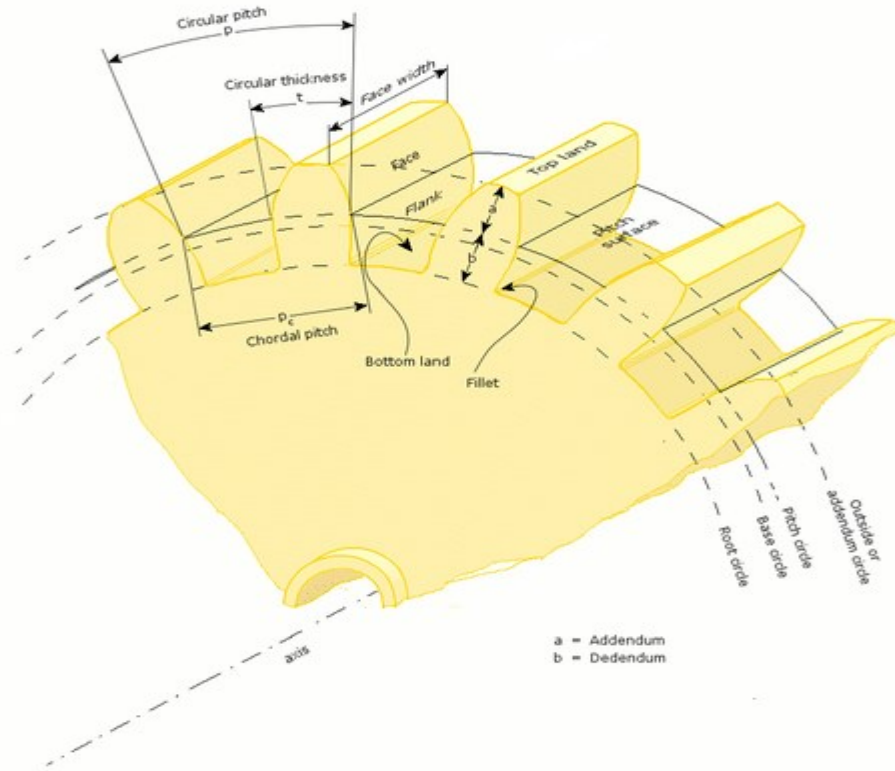 Circular pitch
p
Circular thickness
t
Face width
Face
Flank
Top land
a
b
pitch
surface
Pc
Chordal pitch
Bottom land
Fillet
Outside or
addendum circle
Pitch circle
Base circle
Root circle
axis
a = Addendum
b = Dedendum